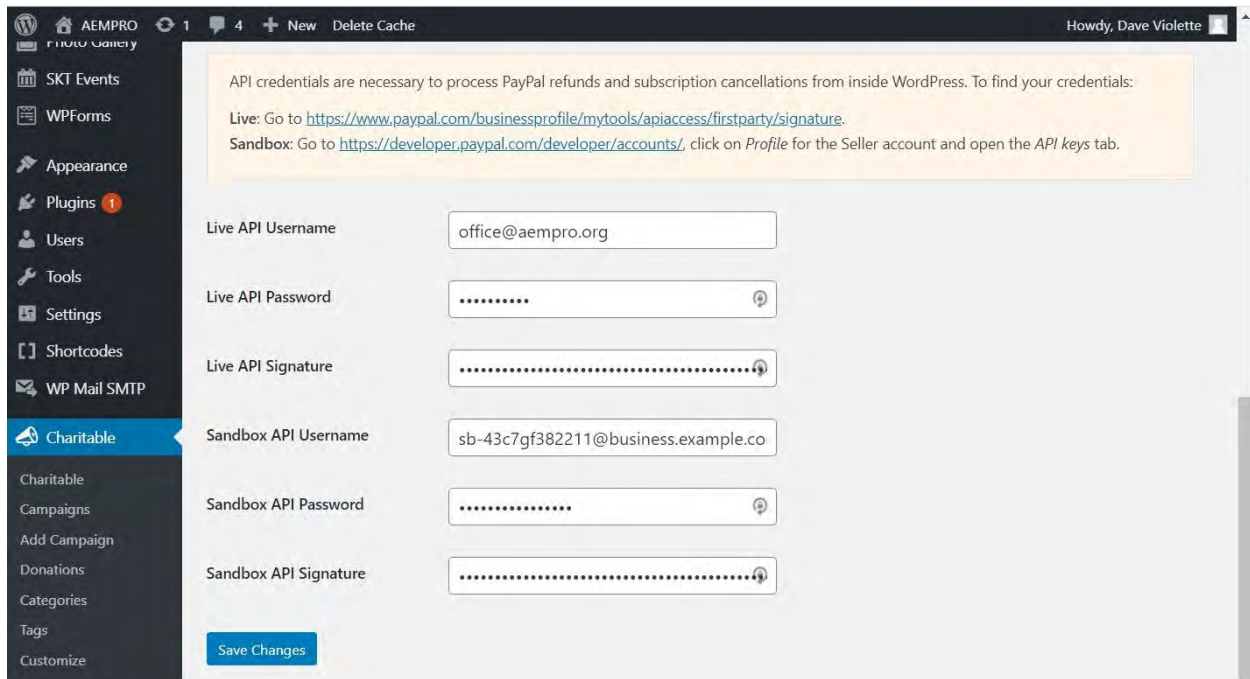 AEMPRO 1 4 New Delete Cache Howdy, Dave Violette
Photo Gallery
SKT Events
WPForms
Appearance
Plugins 1
Users
Tools
Settings
Shortcodes
WP Mail SMTP
Charitable
Charitable
Campaigns
Add Campaign
Donations
Categories
Tags
Customize
API credentials are necessary to process PayPal refunds and subscription cancellations from inside WordPress. To find your credentials:
Live: Go to https://www.paypal.com/businessprofile/mytools/apiaccess/firstparty/signature.
Sandbox: Go to https://developer.paypal.com/developer/accounts/, click on Profile for the Seller account and open the API keys tab.
Live API Username office@aempro.org
Live API Password ••••••••••
Live API Signature
Sandbox API Username sb-43c7gf382211@business.example.co
Sandbox API Password ••••••••••••••••
Sandbox API Signature
Save Changes